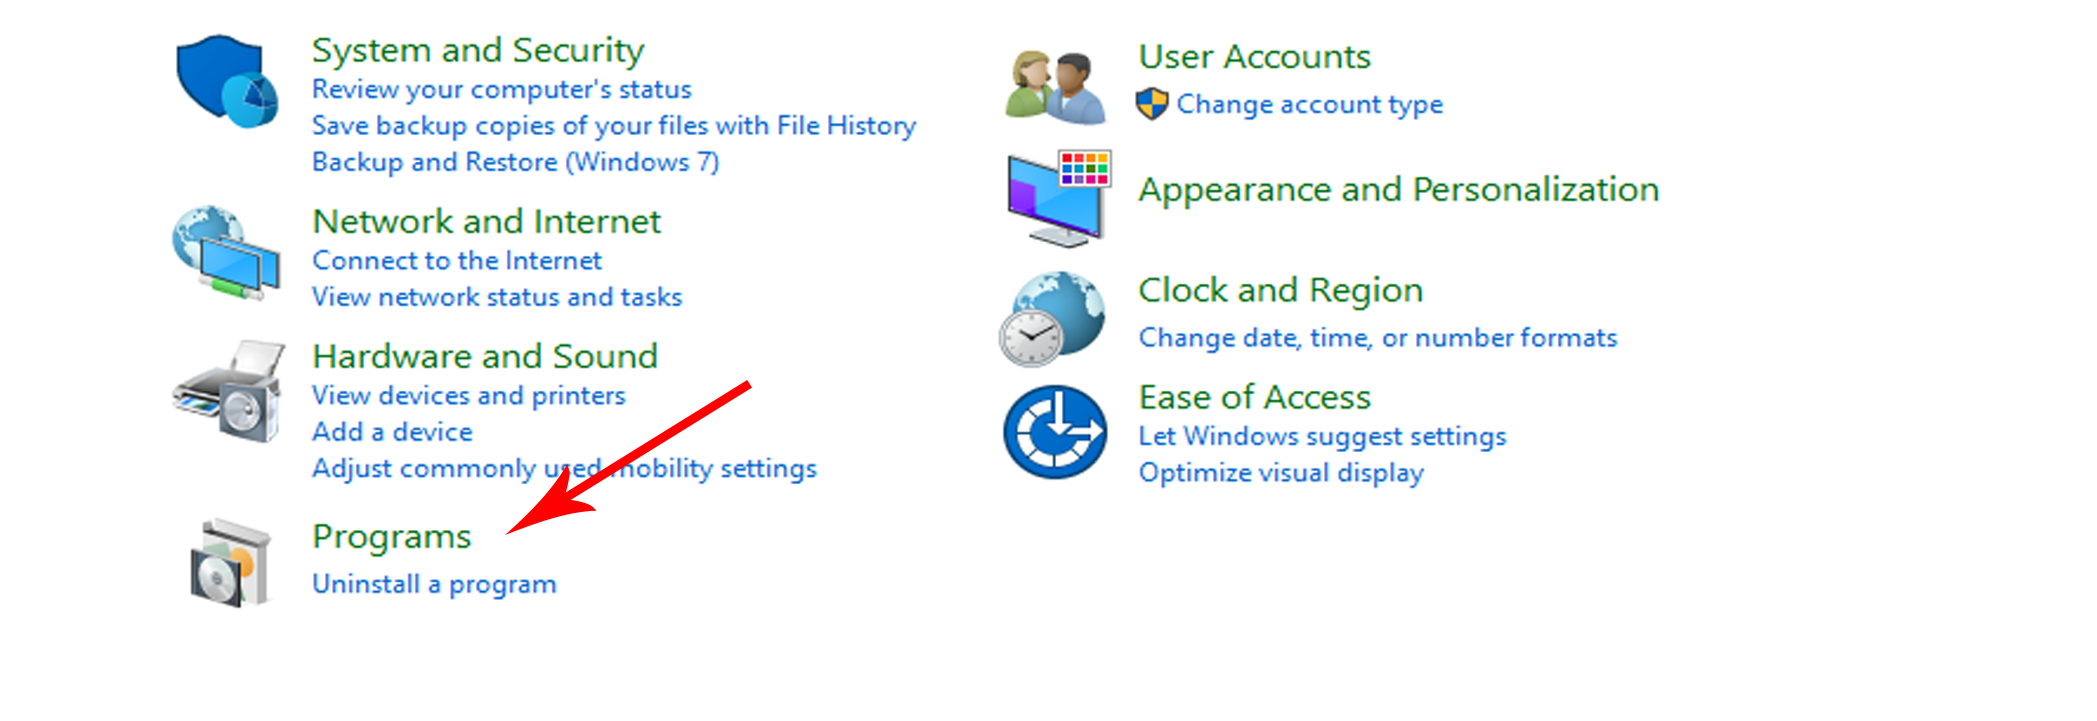 System and Security
Review your computer's status
Save backup copies of your files with File History
Backup and Restore (Windows 7)
Network and Internet
Connect to the Internet
View network status and tasks
Hardware and Sound
View devices and printers
Add a device
Adjust commonly used mobility settings
Programs
Uninstall a program
User Accounts
Change account type
Appearance and Personalization
Clock and Region
Change date, time, or number formats
Ease of Access
Let Windows suggest settings
Optimize visual display